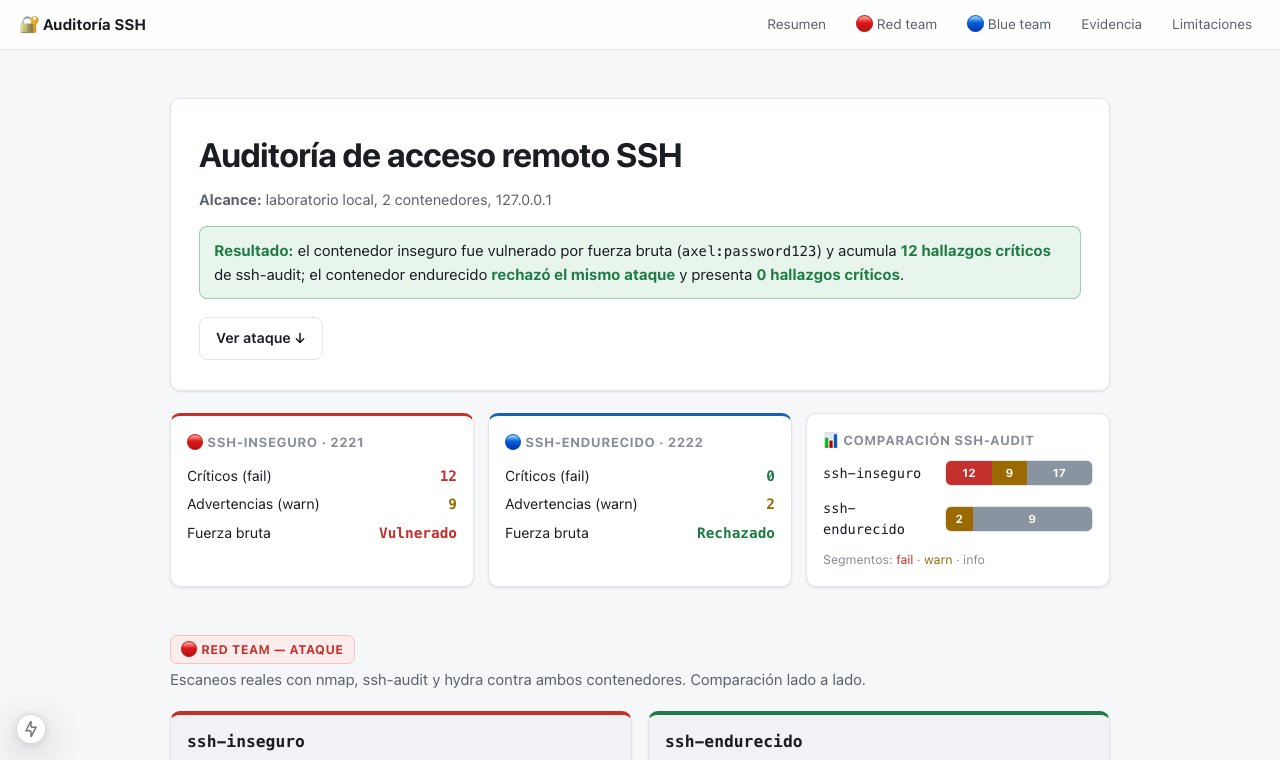 🔐 Auditoría SSH
Resumen
🔴 Red team
🔵 Blue team
Evidencia
Limitaciones
Auditoría de acceso remoto SSH
Alcance: laboratorio local, 2 contenedores, 127.0.0.1
Resultado: el contenedor inseguro fue vulnerado por fuerza bruta (axel:password123) y acumula 12 hallazgos críticos
de ssh-audit; el contenedor endurecido rechazó el mismo ataque y presenta 0 hallazgos críticos.
Ver ataque ↓
🔴 SSH-INSEGURO · 2221
Críticos (fail) 12
Advertencias (warn) 9
Fuerza bruta Vulnerado
🔵 SSH-ENDURECIDO · 2222
Críticos (fail) 0
Advertencias (warn) 2
Fuerza bruta Rechazado
📊 COMPARACIÓN SSH-AUDIT
ssh-inseguro 12 9 17
ssh-
endurecido 2 9
Segmentos: fail · warn · info
🔴 RED TEAM — ATAQUE
Escaneos reales con nmap, ssh-audit y hydra contra ambos contenedores. Comparación lado a lado.
ssh-inseguro
ssh-endurecido